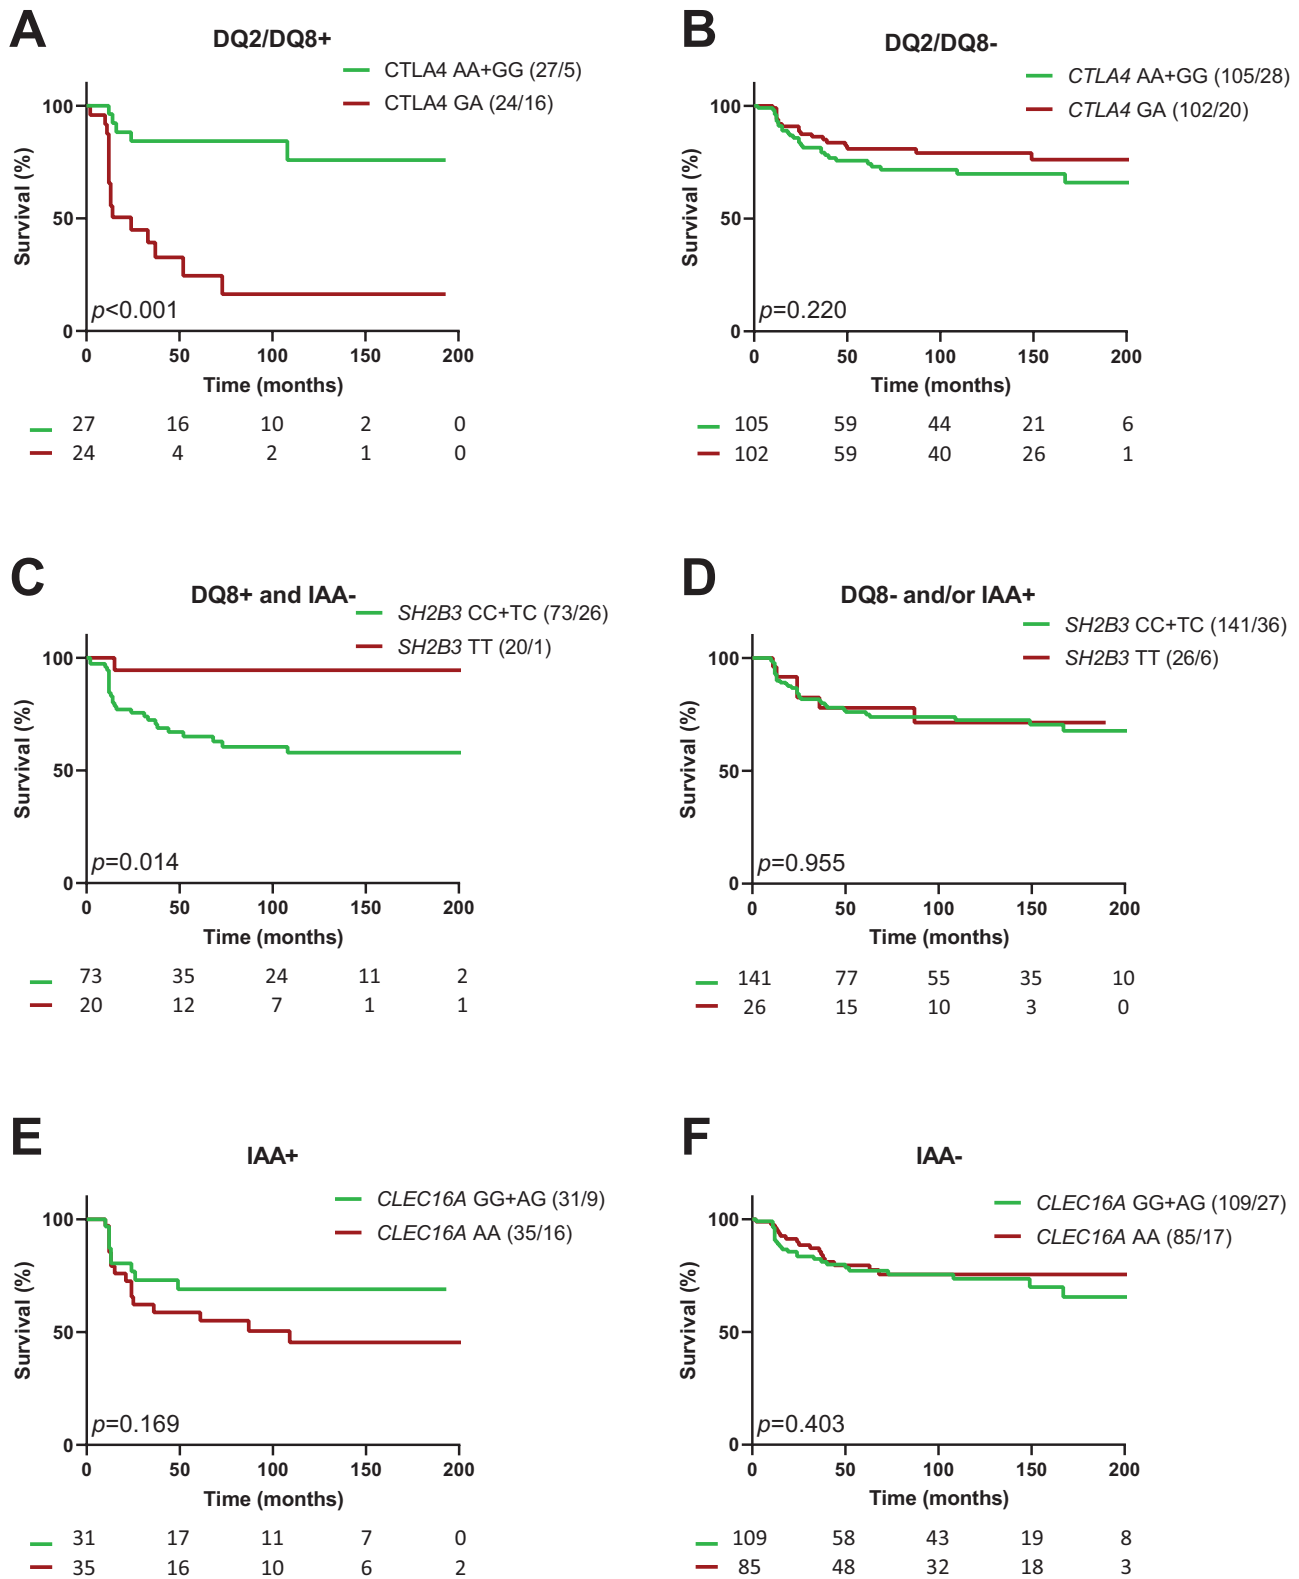 A
DQ2/DQ8+
CTLA4 AA+GG (27/5)
CTLA4 GA (24/16)
Survival (%)
100
50
0
p<0.001
0 50 100 150 200
Time (months)
27 16 10 2 0
24 4 2 1 0
B
DQ2/DQ8-
CTLA4 AA+GG (105/28)
CTLA4 GA (102/20)
Survival (%)
100
50
0
p=0.220
0 50 100 150 200
Time (months)
105 59 44 21 6
102 59 40 26 1
C
DQ8+ and IAA-
SH2B3 CC+TC (73/26)
SH2B3 TT (20/1)
Survival (%)
100
50
0
p=0.014
0 50 100 150 200
Time (months)
73 35 24 11 2
20 12 7 1 1
D
DQ8- and/or IAA+
SH2B3 CC+TC (141/36)
SH2B3 TT (26/6)
Survival (%)
100
50
0
p=0.955
0 50 100 150 200
Time (months)
141 77 55 35 10
26 15 10 3 0
E
IAA+
CLEC16A GG+AG (31/9)
CLEC16A AA (35/16)
Survival (%)
100
50
0
p=0.169
0 50 100 150 200
Time (months)
31 17 11 7 0
35 16 10 6 2
F
IAA-
CLEC16A GG+AG (109/27)
CLEC16A AA (85/17)
Survival (%)
100
50
0
p=0.403
0 50 100 150 200
Time (months)
109 58 43 19 8
85 48 32 18 3